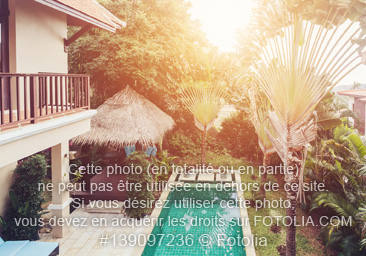 Cette photo (en totalité ou en partie)
ne peut pas être utilisée en dehors de ce site.
Si vous désirez utiliser cette photo,
vous devez en acquérir les droits sur FOTOLIA.COM
#139097236 © Fotolia